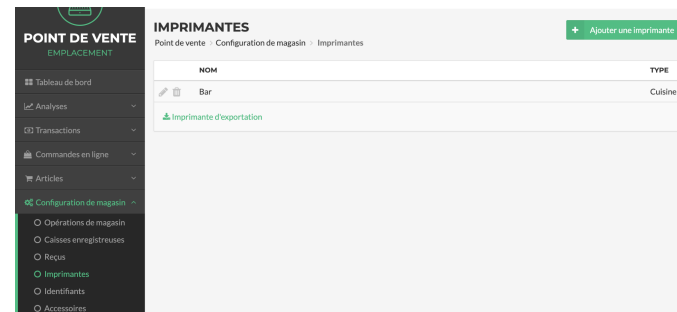 POINT DE VENTE
EMPLACEMENT
Tableau de bord
Analyses
Transactions
Commandes en ligne
Articles
Configuration de magasin
Opérations de magasin
Caisses enregistreuses
Reçus
Imprimantes
Identifiants
Accessoires
IMPRIMANTES
Point de vente > Configuration de magasin > Imprimantes
+ Ajouter une imprimante
NOM TYPE
Bar Cuisine
Imprimante d'exportation